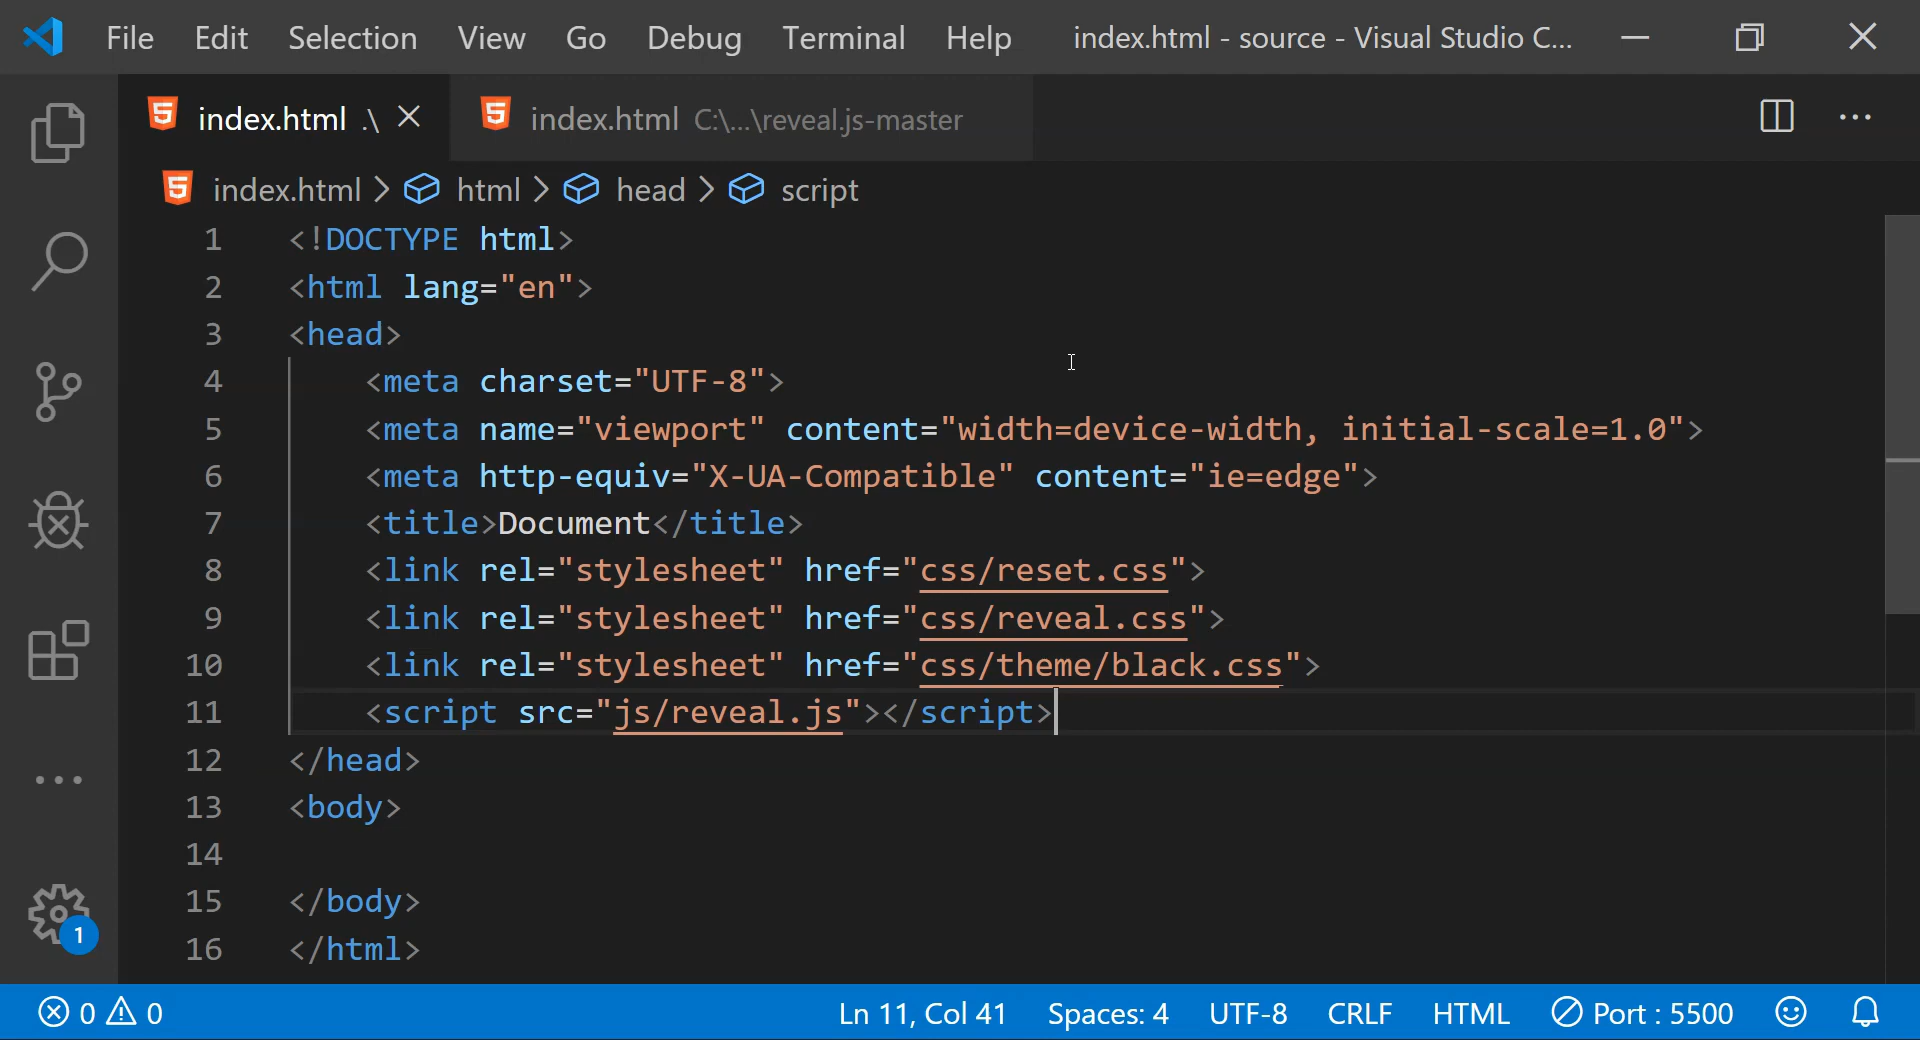 File Edit Selection View Go Debug Terminal Help index.html - source - Visual Studio C...
index.html .\ index.html C:\...\reveal.js-master
index.html > html > head > script
1 <!DOCTYPE html>
2 <html lang="en">
3 <head>
4 <meta charset="UTF-8">
5 <meta name="viewport" content="width=device-width, initial-scale=1.0">
6 <meta http-equiv="X-UA-Compatible" content="ie=edge">
7 <title>Document</title>
8 <link rel="stylesheet" href="css/reset.css">
9 <link rel="stylesheet" href="css/reveal.css">
10 <link rel="stylesheet" href="css/theme/black.css">
11 <script src="js/reveal.js"></script>
12 </head>
13 <body>
14
15 </body>
16 </html>
1
0 0 Ln 11, Col 41 Spaces: 4 UTF-8 CRLF HTML Port : 5500